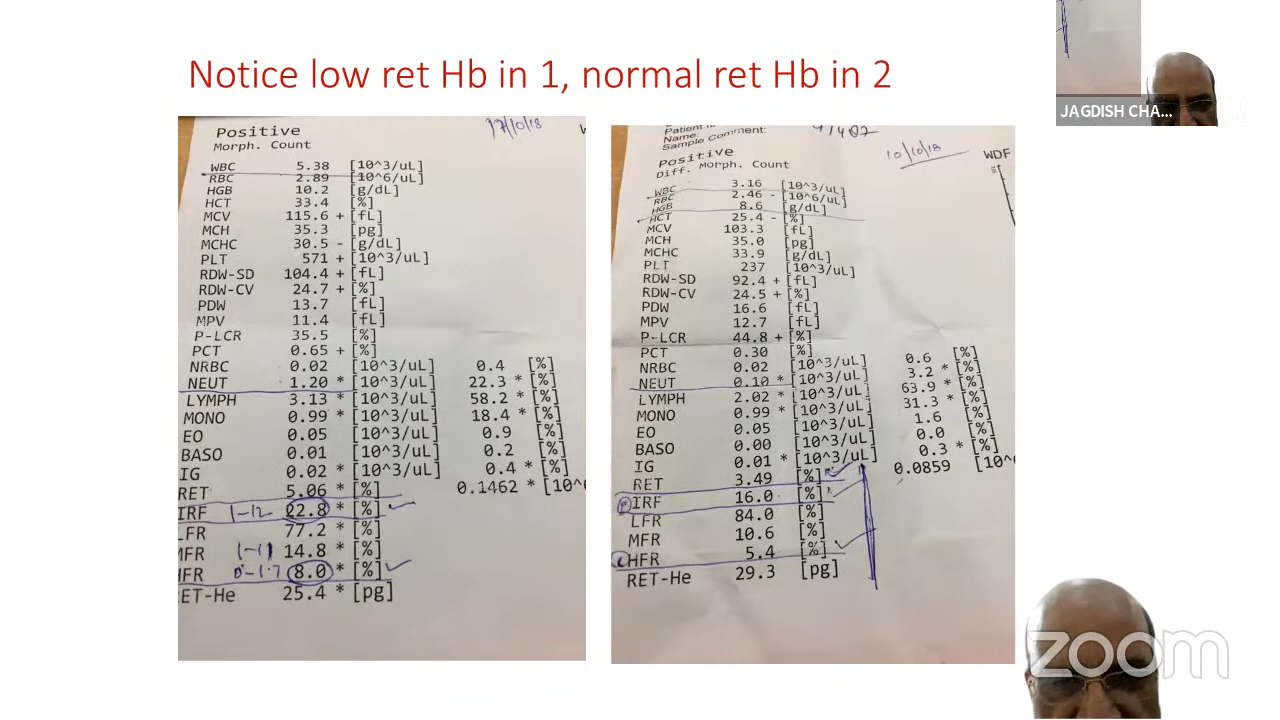 Notice low ret Hb in 1, normal ret Hb in 2
JAGDISH CHA...
Positive
17/10/18
Morph. Count
WBC 5.38 [10^3/uL]
RBC 2.89 [10^6/uL]
HGB 10.2 [g/dL]
HCT 33.4 [%]
MCV 115.6 + [fL]
MCH 35.3 [pg]
MCHC 30.5 - [g/dL]
PLT 571 + [10^3/uL]
RDW-SD 104.4 + [fL]
RDW-CV 24.7 + [%]
PDW 13.7 [fL]
MPV 11.4 [fL]
P-LCR 35.5 [%]
PCT 0.65 + [%]
NRBC 0.02 [10^3/uL] 0.4 [%]
NEUT 1.20 * [10^3/uL] 22.3 * [%]
LYMPH 3.13 * [10^3/uL] 58.2 * [%]
MONO 0.99 * [10^3/uL] 18.4 * [%]
EO 0.05 [10^3/uL] 0.9 [%]
BASO 0.01 [10^3/uL] 0.2 [%]
IG 0.02 * [10^3/uL] 0.4 * [%]
RET 5.06 * [%] 0.1462 * [10^
IRF 1-12 22.8 * [%]
LFR 77.2 * [%]
MFR 14.8 * [%]
HFR 0-1.7 8.0 * [%]
RET-He 25.4 * [pg]
Name:
Sample Comment:
Positive
10/10/18
Diff. Morph. Count
WDF
WBC 3.16 [10^3/uL]
RBC 2.46 - [10^6/uL]
HGB 8.6 [g/dL]
HCT 25.4 - [%]
MCV 103.3 [fL]
MCH 35.0 [pg]
MCHC 33.9 [g/dL]
PLT 237 [10^3/uL]
RDW-SD 92.4 + [fL]
RDW-CV 24.5 + [%]
PDW 16.6 [fL]
MPV 12.7 [fL]
P-LCR 44.8 + [%]
PCT 0.30 [%]
NRBC 0.02 [10^3/uL] 0.6 [%]
NEUT 0.10 * [10^3/uL] 3.2 * [%]
LYMPH 2.02 * [10^3/uL] 63.9 * [%]
MONO 0.99 * [10^3/uL] 31.3 * [%]
EO 0.05 [10^3/uL] 1.6 [%]
BASO 0.00 [10^3/uL] 0.0 [%]
IG 0.01 * [10^3/uL] 0.3 * [%]
RET 3.49 [%] 0.0859 [10^
IRF 16.0 [%]
LFR 84.0 [%]
MFR 10.6 [%]
HFR 5.4 [%]
RET-He 29.3 [pg]
zoom